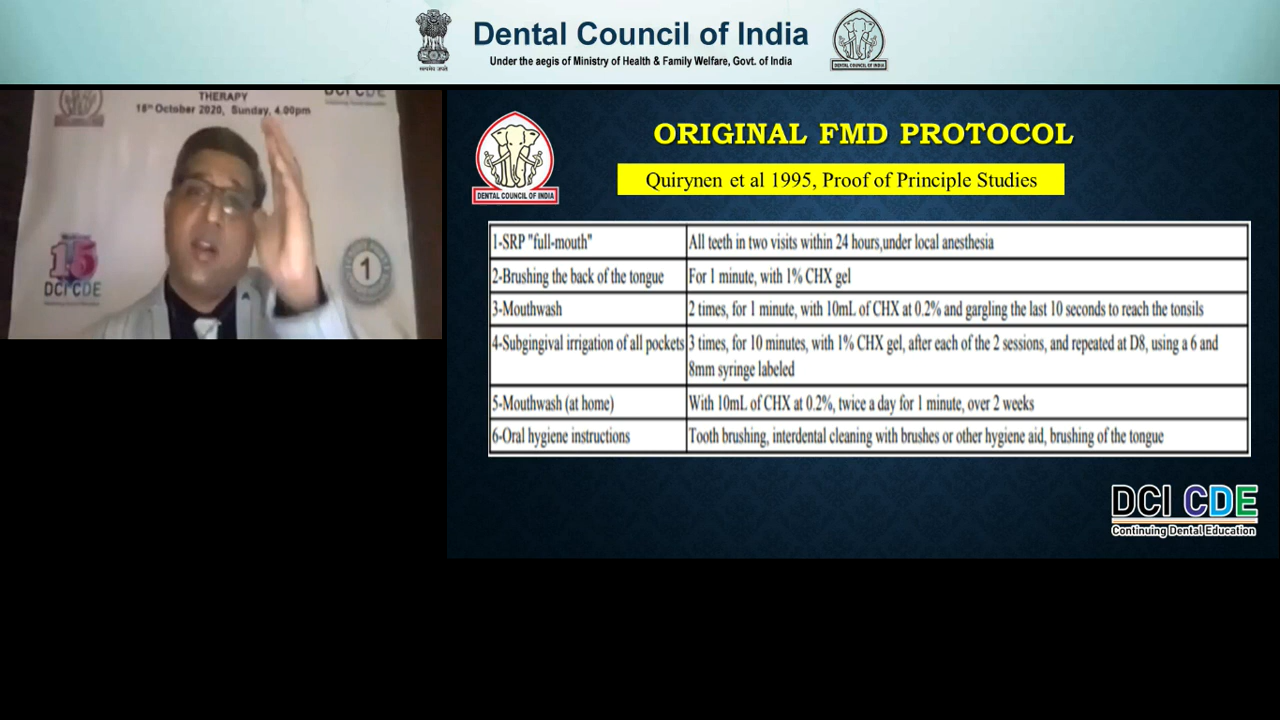 Dental Council of India
Under the aegis of Ministry of Health & Family Welfare, Govt. of India
DENTAL COUNCIL OF INDIA
THERAPY
18th October 2020, Sunday, 4.00pm
DCI CDE
15
DCI CDE
1
DENTAL COUNCIL OF INDIA
ORIGINAL FMD PROTOCOL
Quirynen et al 1995, Proof of Principle Studies
1-SRP "full-mouth" All teeth in two visits within 24 hours,under local anesthesia
2-Brushing the back of the tongue For 1 minute, with 1% CHX gel
3-Mouthwash 2 times, for 1 minute, with 10mL of CHX at 0.2% and gargling the last 10 seconds to reach the tonsils
4-Subgingival irrigation of all pockets 3 times, for 10 minutes, with 1% CHX gel, after each of the 2 sessions, and repeated at D8, using a 6 and
8mm syringe labeled
5-Mouthwash (at home) With 10mL of CHX at 0.2%, twice a day for 1 minute, over 2 weeks
6-Oral hygiene instructions Tooth brushing, interdental cleaning with brushes or other hygiene aid, brushing of the tongue
DCI CDE
Continuing Dental Education